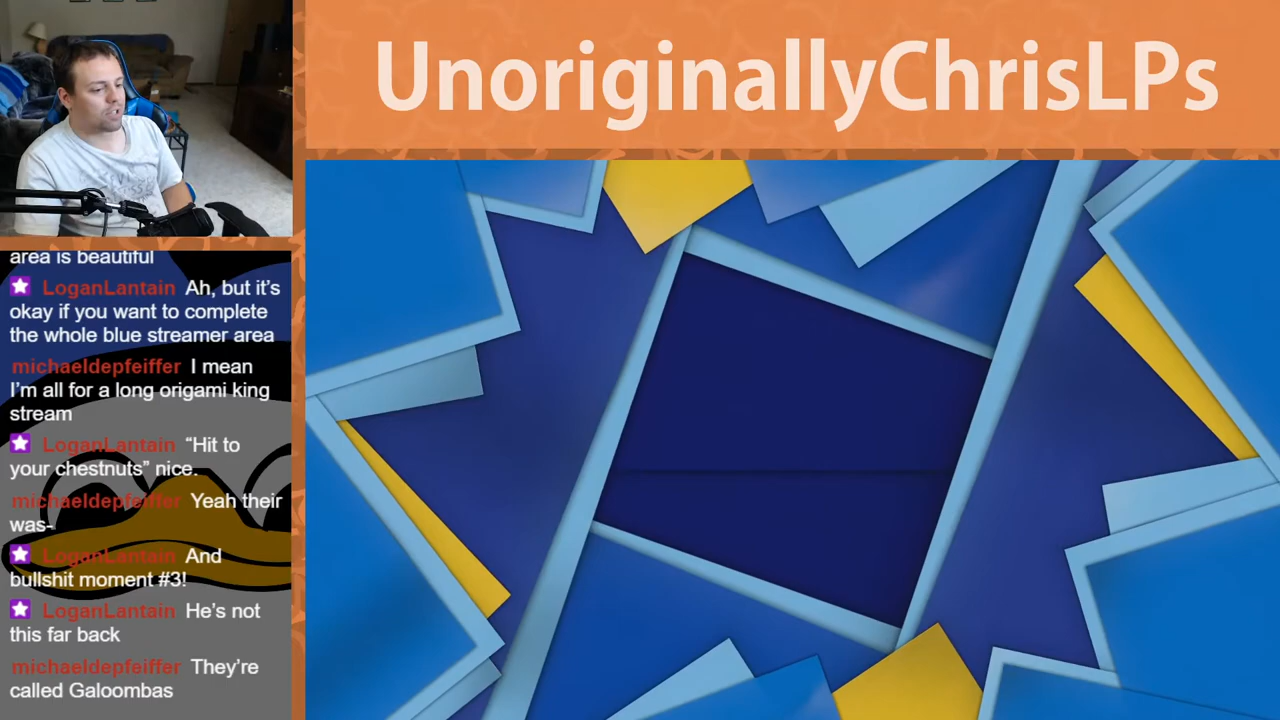 UnoriginallyChrisLPs
area is beautiful
LoganLantain Ah, but it's
okay if you want to complete
the whole blue streamer area
michaeldepfeiffer I mean
I'm all for a long origami king
stream
LoganLantain “Hit to
your chestnuts” nice.
michaeldepfeiffer Yeah their
was-
LoganLantain And
bullshit moment #3!
LoganLantain He's not
this far back
michaeldepfeiffer They're
called Galoombas